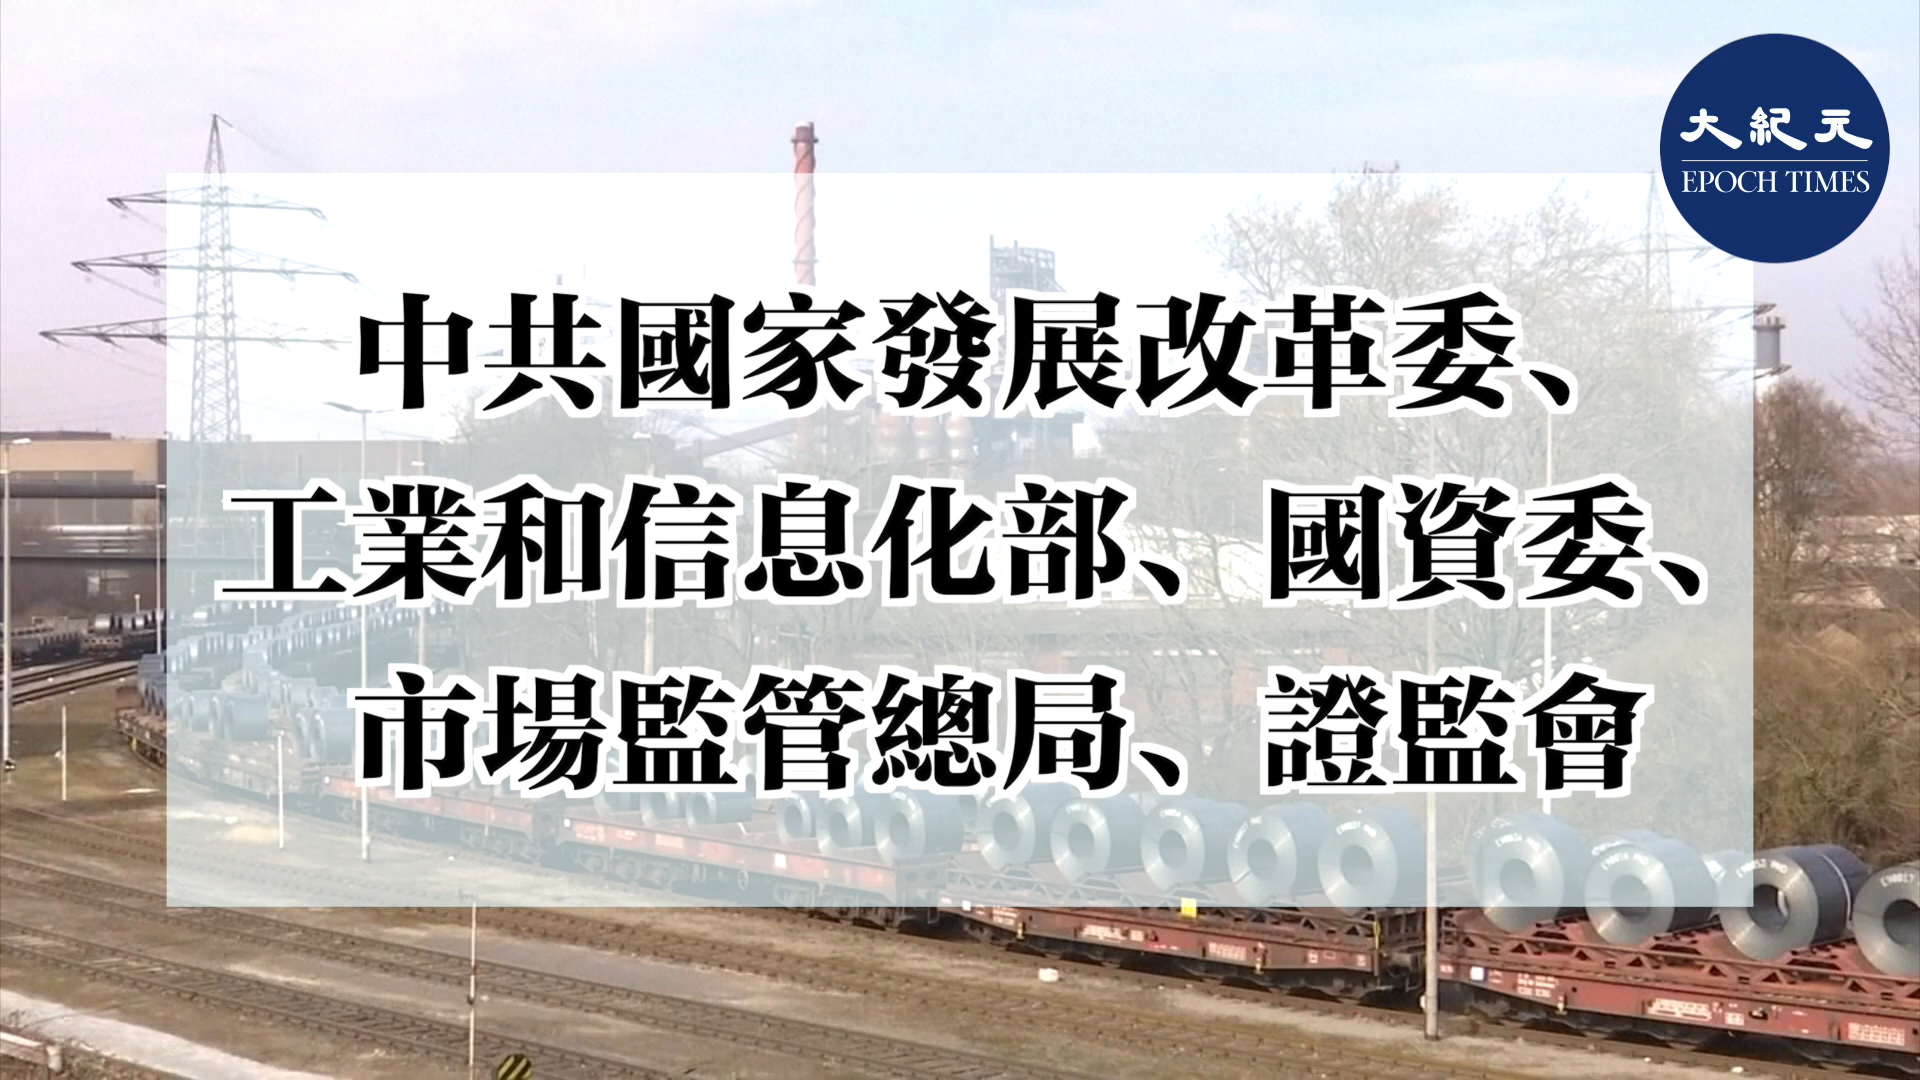 大紀元
EPOCH TIMES
中共國家發展改革委、
工業和信息化部、國資委、
市場監管總局、證監會